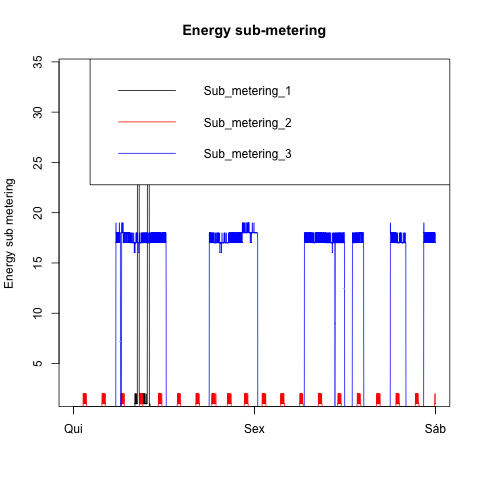 Energy sub-metering
Energy sub metering
35
30
25
20
15
10
5
Sub_metering_1
Sub_metering_2
Sub_metering_3
Qui Sex Sáb